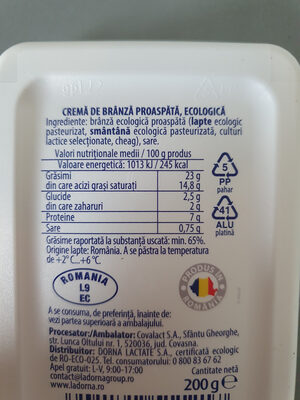 CREMĂ DE BRÂNZĂ PROASPĂTĂ, ECOLOGICĂ
Ingrediente: brânză ecologică proaspătă (lapte ecologic
pasteurizat, smântână ecologică pasteurizată, culturi
lactice selecționate, cheag), sare.
Valori nutriționale medii / 100 g produs
Valoare energetică: 1013 kJ / 245 kcal
Grăsimi 23 g
din care acizi grași saturați 14,8 g
Glucide 2,5 g
din care zaharuri 2 g
Proteine 7 g
Sare 0,75 g
Grăsime raportată la substanță uscată: min. 65%.
Origine lapte: România. A se păstra la temperatura
de +2°C...+6°C
5
PP
pahar
41
ALU
platină
ROMANIA
L9
EC
PRODUS ÎN
ROMÂNIA
A se consuma, de preferință, înainte de:
vezi partea superioară a ambalajului.
Procesator/Ambalator: Covalact S.A., Sfântu Gheorghe,
str. Lunca Oltului nr. 1, 520036, jud. Covasna.
Distribuitor: DORNA LACTATE S.A., certificată ecologic
de RO-ECO-025. Tel. consumatori: 0 800 83 67 62
Apel gratuit, L-V, 9:00-17:00
contact@ladornagroup.ro
www.ladorna.ro
Cantitate netă
200 g e